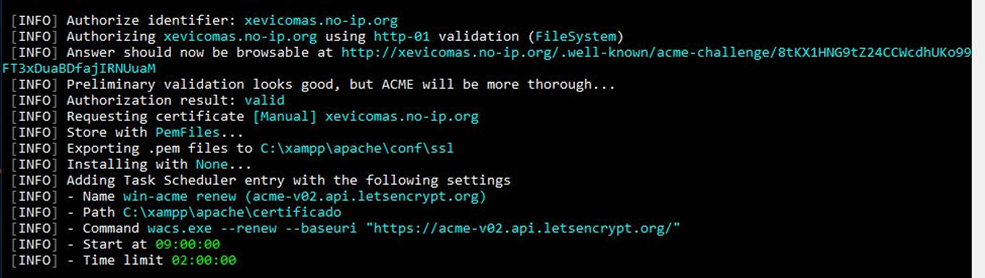 [INFO] Authorize identifier: xevicomas.no-ip.org
[INFO] Authorizing xevicomas.no-ip.org using http-01 validation (FileSystem)
[INFO] Answer should now be browsable at http://xevicomas.no-ip.org/.well-known/acme-challenge/8tKX1HNG9tZ24CCWcdhUKo99
FT3xDuaBDfajIRNUuaM
[INFO] Preliminary validation looks good, but ACME will be more thorough...
[INFO] Authorization result: valid
[INFO] Requesting certificate [Manual] xevicomas.no-ip.org
[INFO] Store with PemFiles...
[INFO] Exporting .pem files to C:\xampp\apache\conf\ssl
[INFO] Installing with None...
[INFO] Adding Task Scheduler entry with the following settings
[INFO] - Name win-acme renew (acme-v02.api.letsencrypt.org)
[INFO] - Path C:\xampp\apache\certificado
[INFO] - Command wacs.exe --renew --baseuri "https://acme-v02.api.letsencrypt.org/"
[INFO] - Start at 09:00:00
[INFO] - Time limit 02:00:00